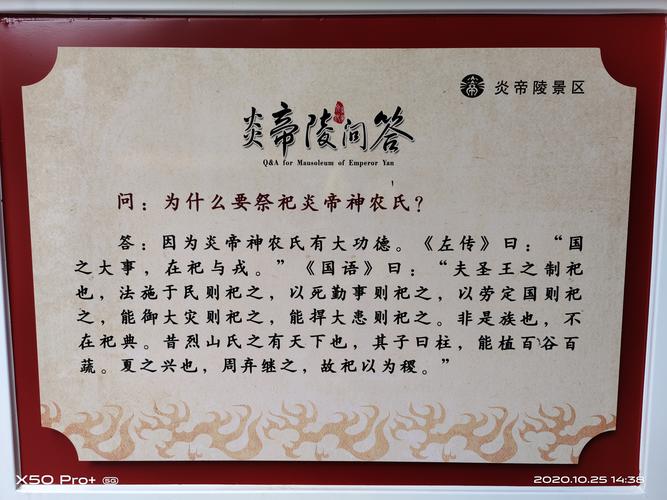 炎帝陵景区
炎帝陵问答
Q&A for Mausoleum of Emperor Yan
问：为什么要祭祀炎帝神农氏？
答：因为炎帝神农氏有大功德。《左传》曰：“国
之大事，在祀与戎。”《国语》曰：“夫圣王之制祀
也，法施于民则祀之，以死勤事则祀之，以劳定国则祀
之，能御大灾则祀之，能捍大患则祀之。非是族也，不
在祀典。昔烈山氏之有天下也，其子曰柱，能植百谷百
蔬。夏之兴也，周弃继之，故祀以为稷。”
X50 Pro+ 5G
2020.10.25 14:38